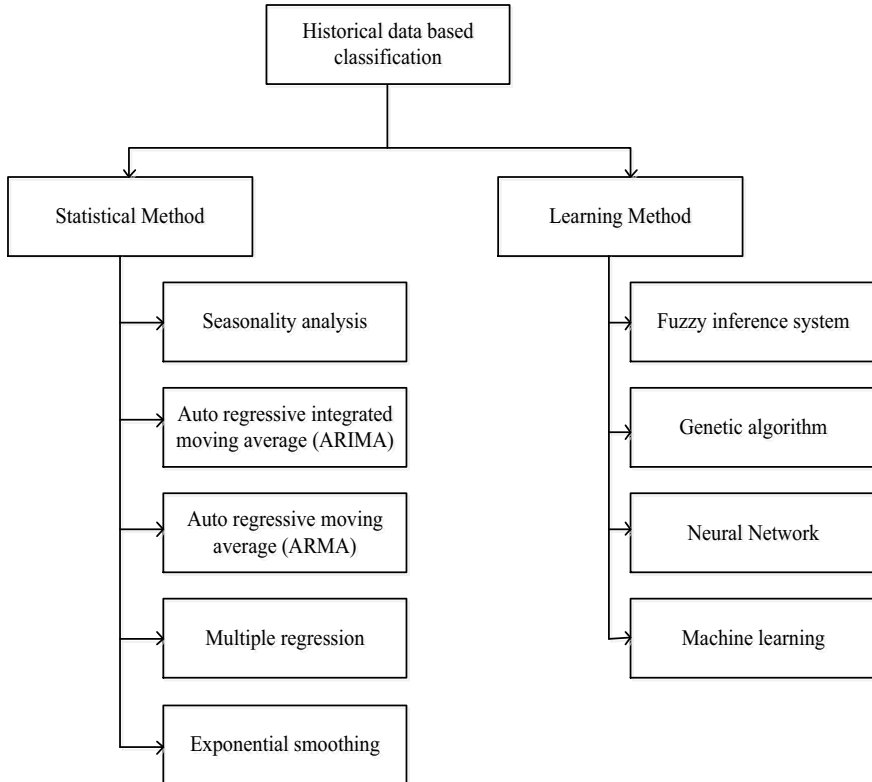 Historical data based
classification
Statistical Method
Learning Method
Seasonality analysis
Auto regressive integrated
moving average (ARIMA)
Auto regressive moving
average (ARMA)
Multiple regression
Exponential smoothing
Fuzzy inference system
Genetic algorithm
Neural Network
Machine learning